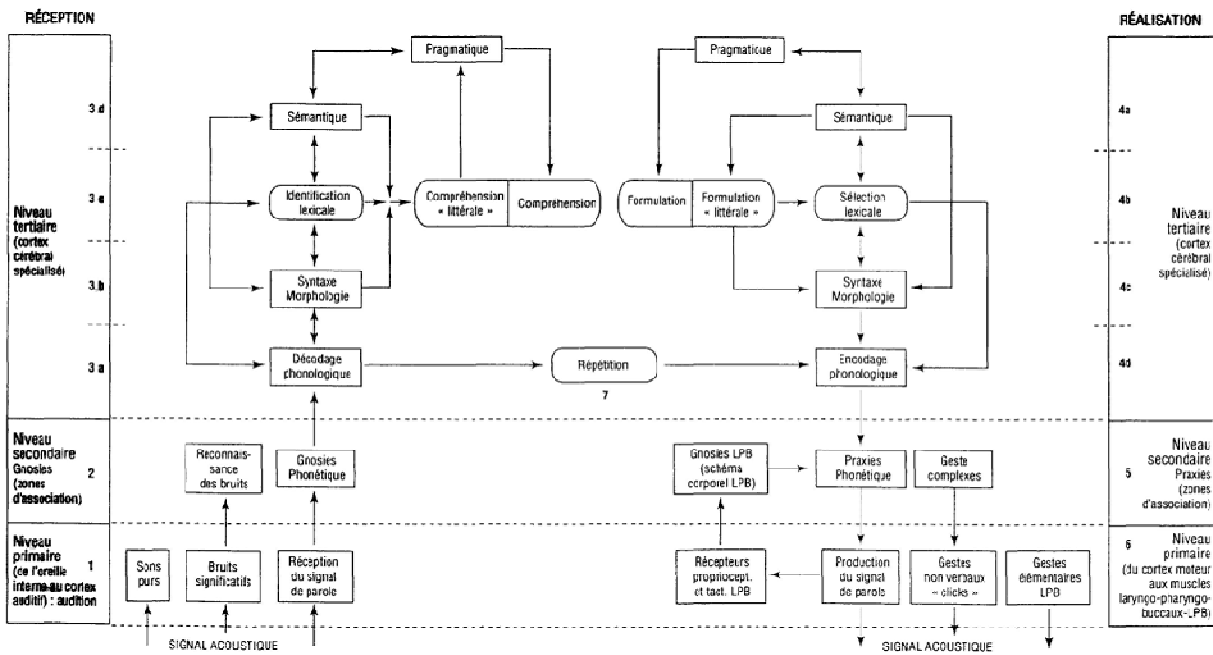 RÉCEPTION
RÉALISATION
Pragmatique
Pragmatique
3.d
Sémantique
Sémantique
4a
Niveau
tertiaire
(cortex
cérébral
spécialisé)
3.c
Identification
lexicale
Compréhension
« littérale »
Compréhension
Formulation
Formulation
« littérale »
Sélection
lexicale
4b
Niveau
tertiaire
(cortex
cérébral
spécialisé)
3.b
Syntaxe
Morphologie
Syntaxe
Morphologie
4c
3.a
Décodage
phonologique
Répétition
7
Encodage
phonologique
4d
Niveau
secondaire
Gnosies
(zones
d'association)
2
Reconnais-
sance
des bruits
Gnosies
Phonétique
Gnosies LPB
(schéma
corporel LPB)
Praxies
Phonétique
Geste
complexes
5
Niveau
secondaire
Praxies
(zones
d'association)
Niveau
primaire
(de l'oreille
interne au cortex
auditif) : audition
1
Sons
purs
Bruits
significatifs
Réception
du signal
de parole
Récepteurs
propriocept.
et tact. LPB
Production
du signal
de parole
Gestes
non verbaux
« clicks »
Gestes
élémentaires
LPB
6
Niveau
primaire
(du cortex moteur
aux muscles
laryngo-pharyngo-
buccaux-LPB)
SIGNAL ACOUSTIQUE
SIGNAL ACOUSTIQUE